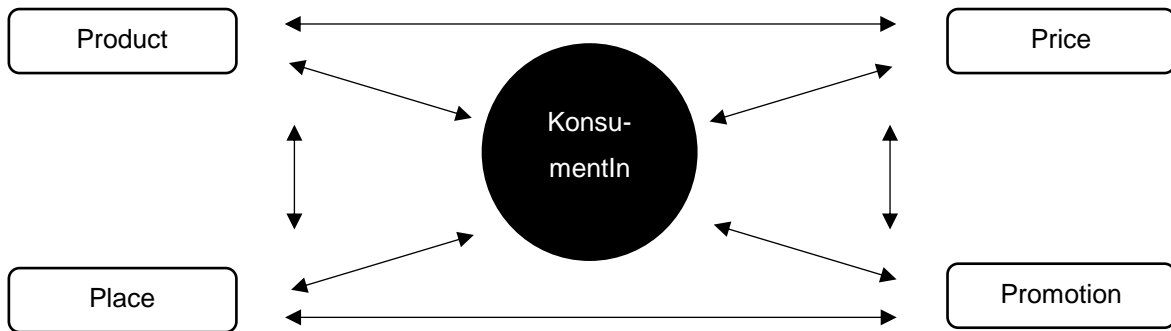 Product
Price
Konsu-
mentIn
Place
Promotion